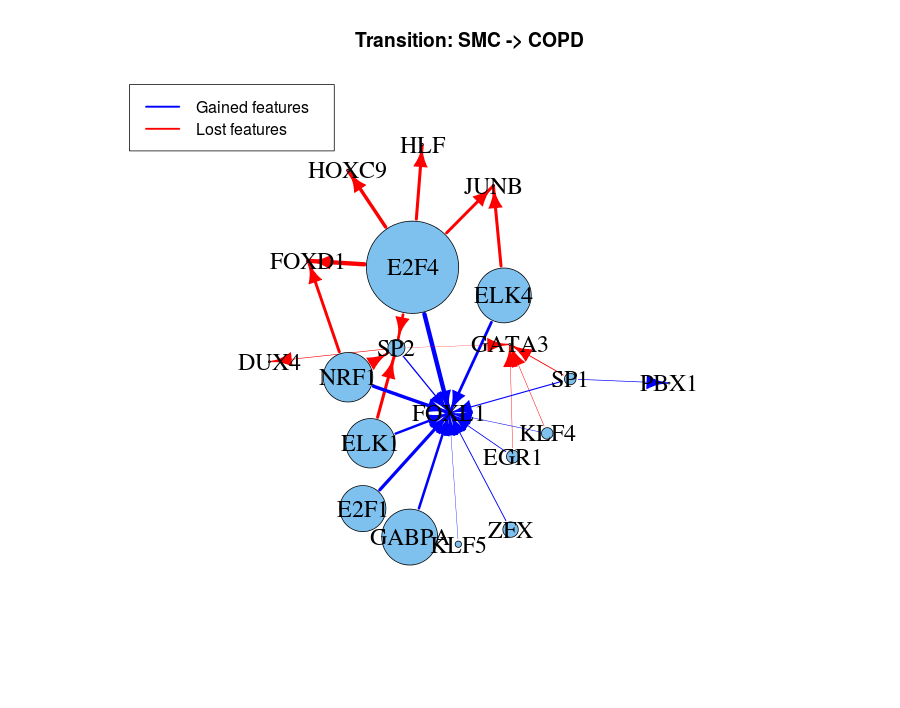 Transition: SMC -> COPD
Gained features
Lost features
HLF
HOXC9
JUNB
FOXD1
E2F4
ELK4
GATA3
SP2
DUX4
NRF1
SP1
PBX1
FOXL1
KLF4
ELK1
EGR1
E2F1
ZFX
GABPA
KLF5